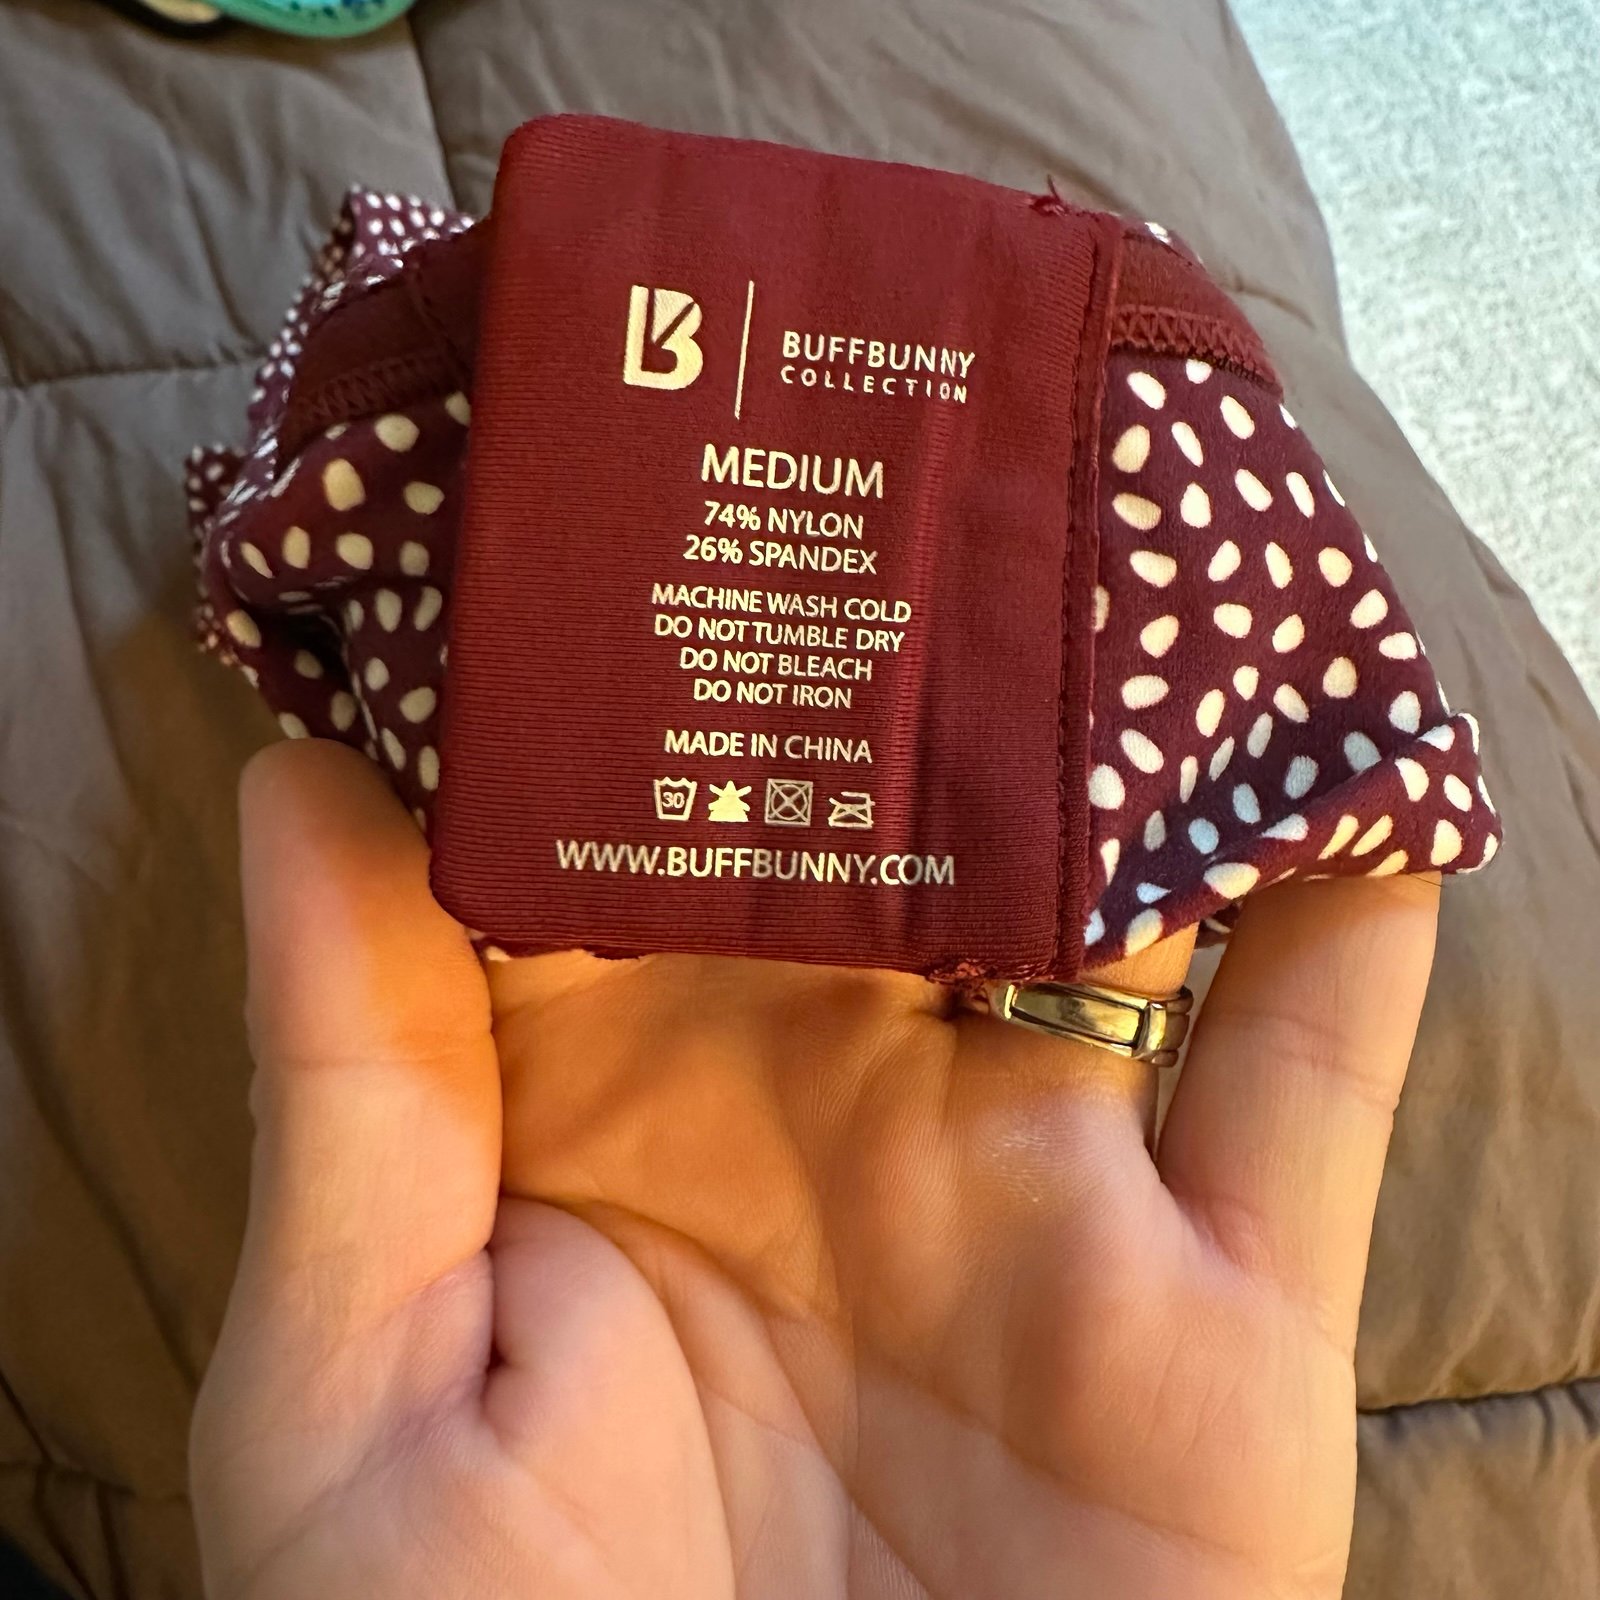 B
BUFFBUNNY
COLLECTION
MEDIUM
74% NYLON
26% SPANDEX
MACHINE WASH COLD
DO NOT TUMBLE DRY
DO NOT BLEACH
DO NOT IRON
MADE IN CHINA
30
WWW.BUFFBUNNY.COM